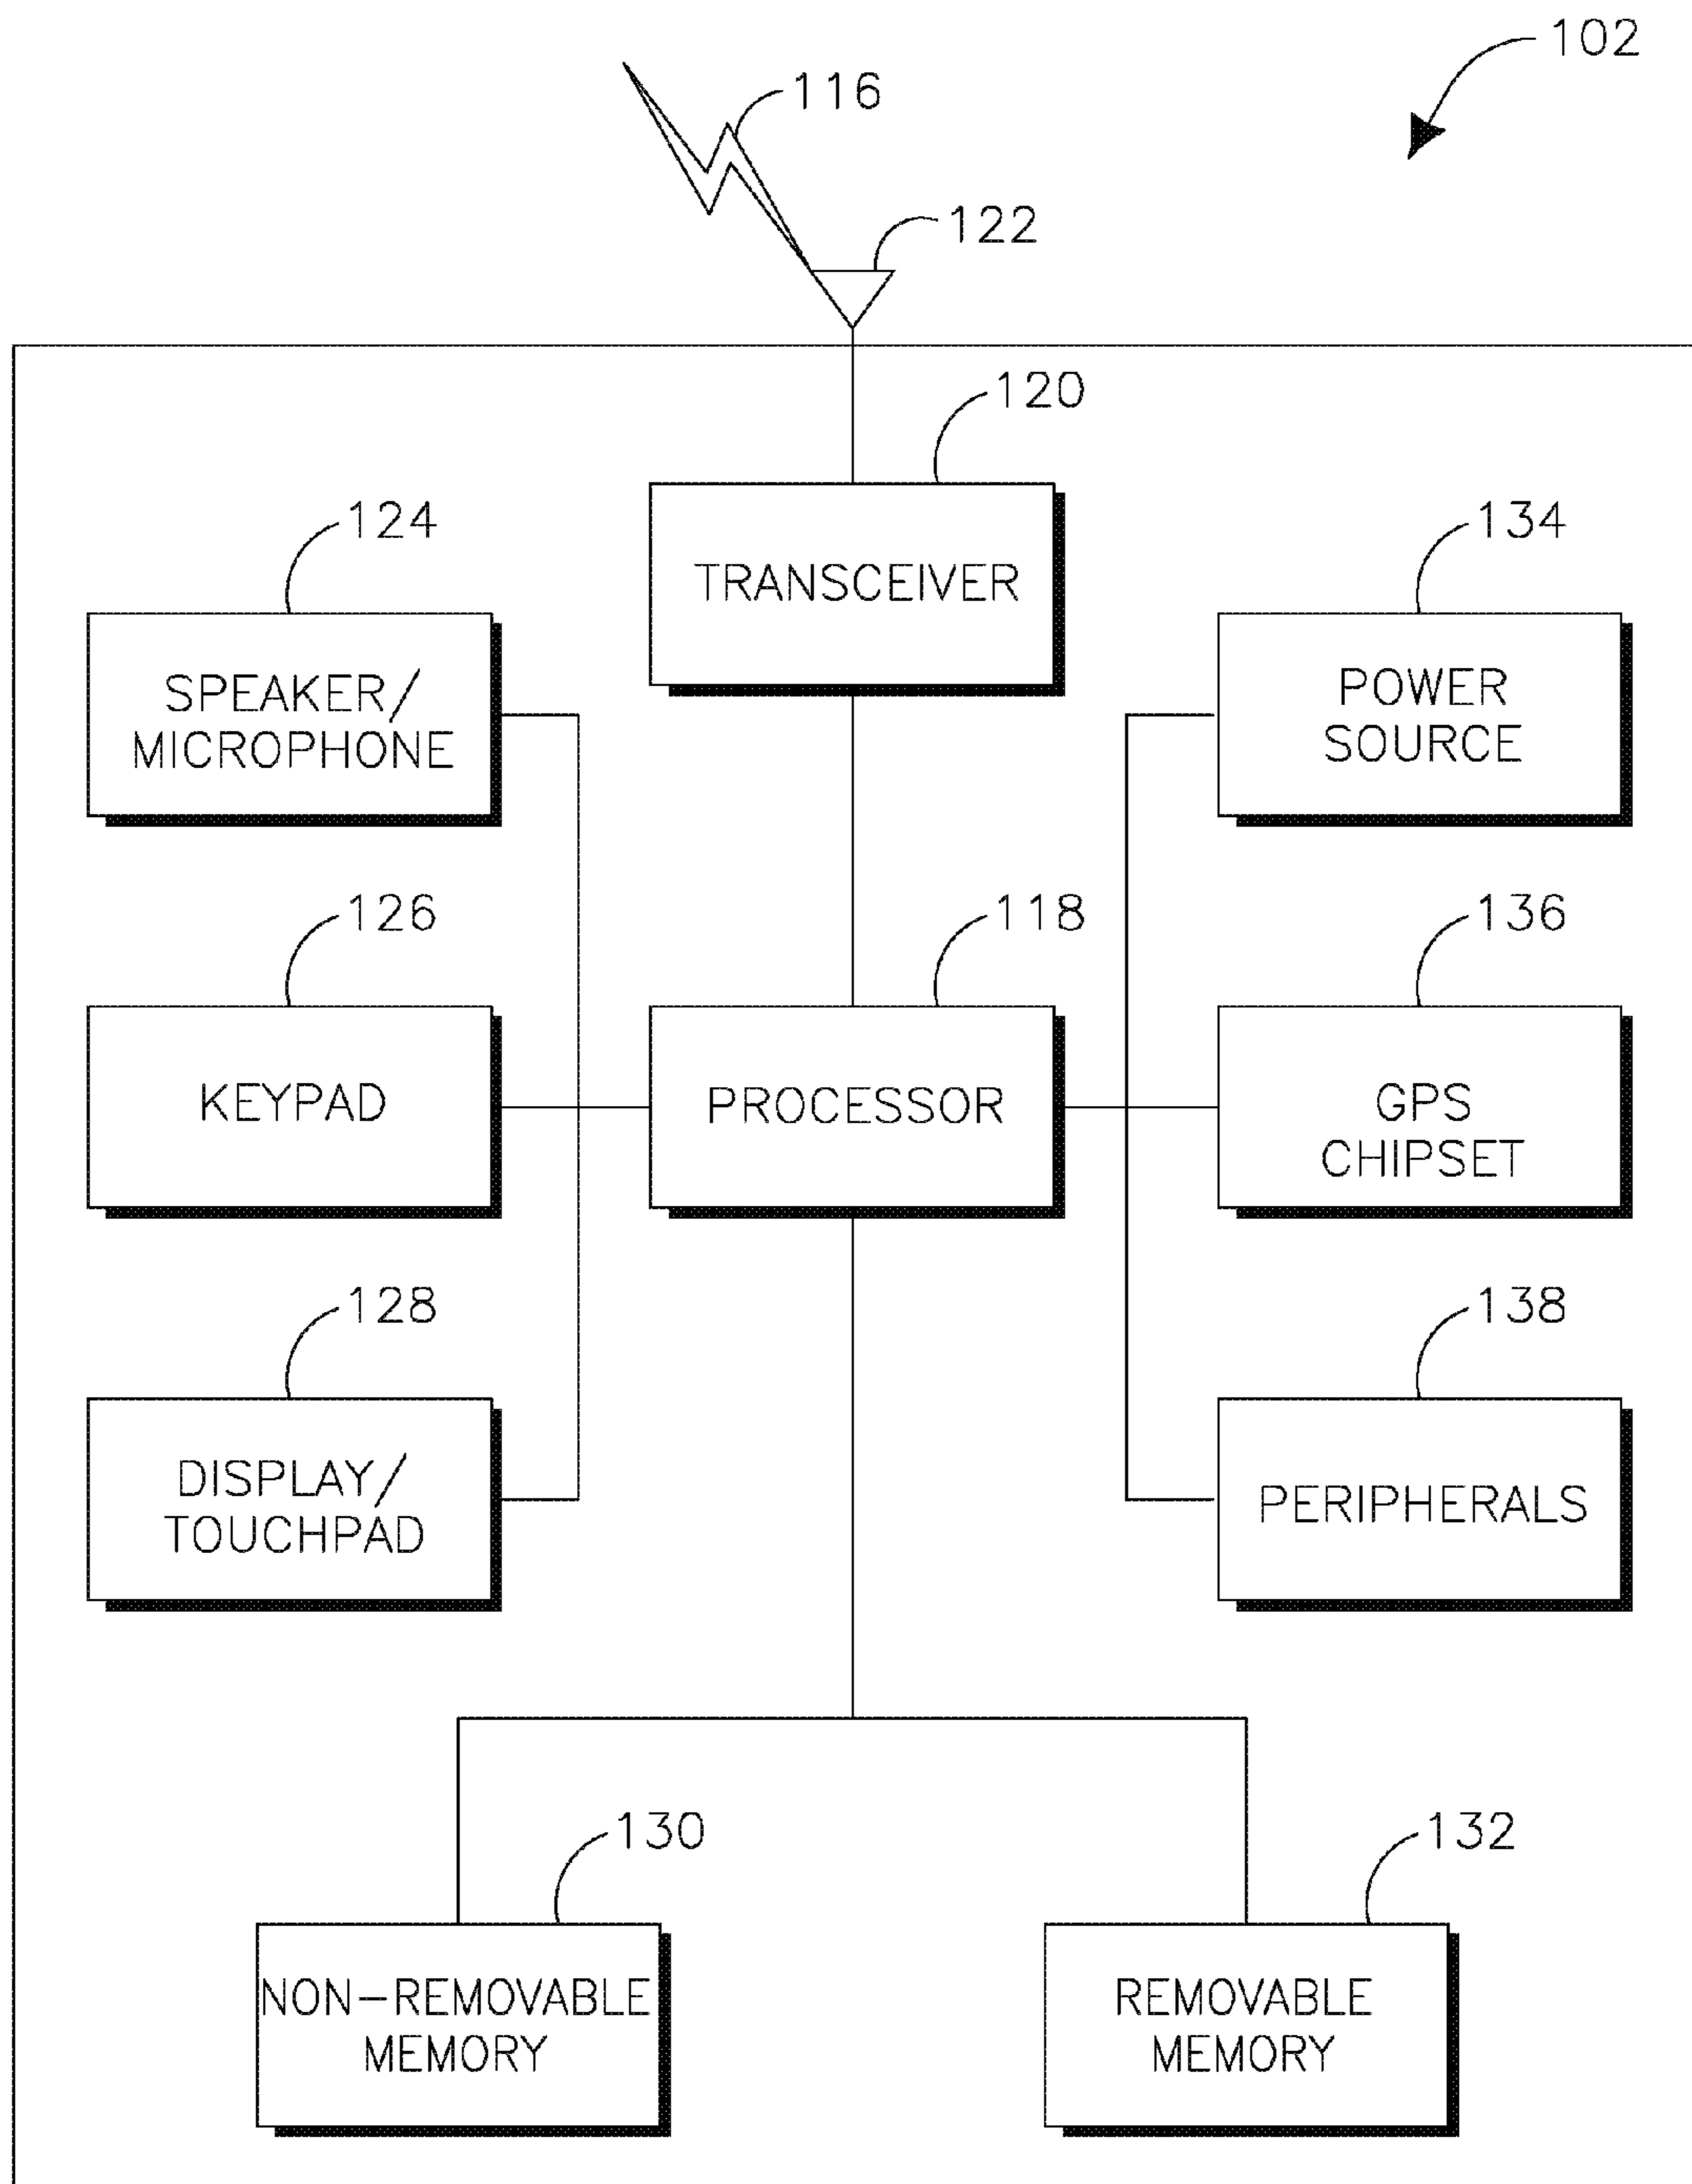 102
116
122
120
TRANSCEIVER
124
SPEAKER/
MICROPHONE
134
POWER
SOURCE
126
KEYPAD
118
PROCESSOR
136
GPS
CHIPSET
128
DISPLAY/
TOUCHPAD
138
PERIPHERALS
130
NON-REMOVABLE
MEMORY
132
REMOVABLE
MEMORY